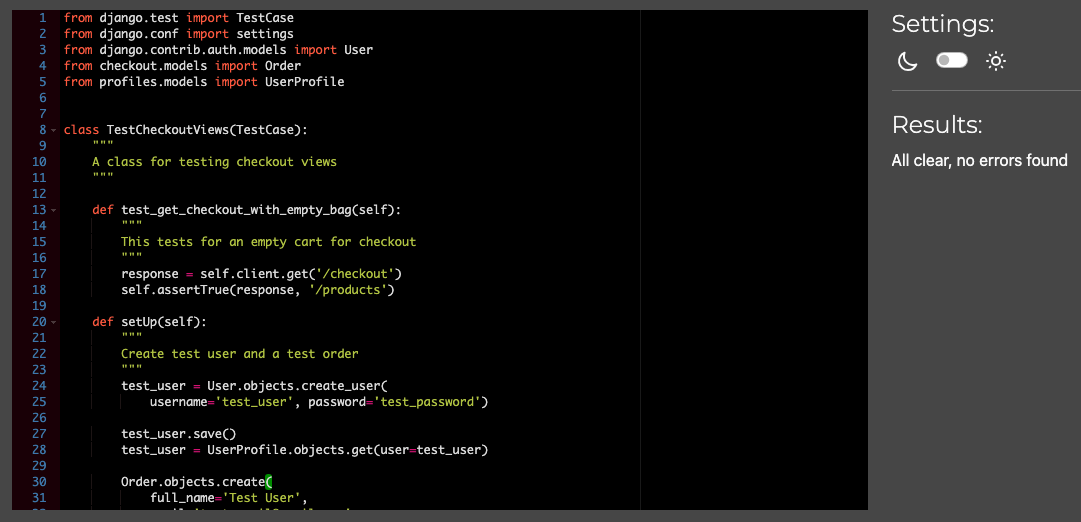 1 from django.test import TestCase
2 from django.conf import settings
3 from django.contrib.auth.models import User
4 from checkout.models import Order
5 from profiles.models import UserProfile
6
7
8 class TestCheckoutViews(TestCase):
9 """
10 A class for testing checkout views
11 """
12
13 def test_get_checkout_with_empty_bag(self):
14 """
15 This tests for an empty cart for checkout
16 """
17 response = self.client.get('/checkout')
18 self.assertTrue(response, '/products')
19
20 def setUp(self):
21 """
22 Create test user and a test order
23 """
24 test_user = User.objects.create_user(
25 username='test_user', password='test_password')
26
27 test_user.save()
28 test_user = UserProfile.objects.get(user=test_user)
29
30 Order.objects.create(
31 full_name='Test User',
Settings:
Results:
All clear, no errors found